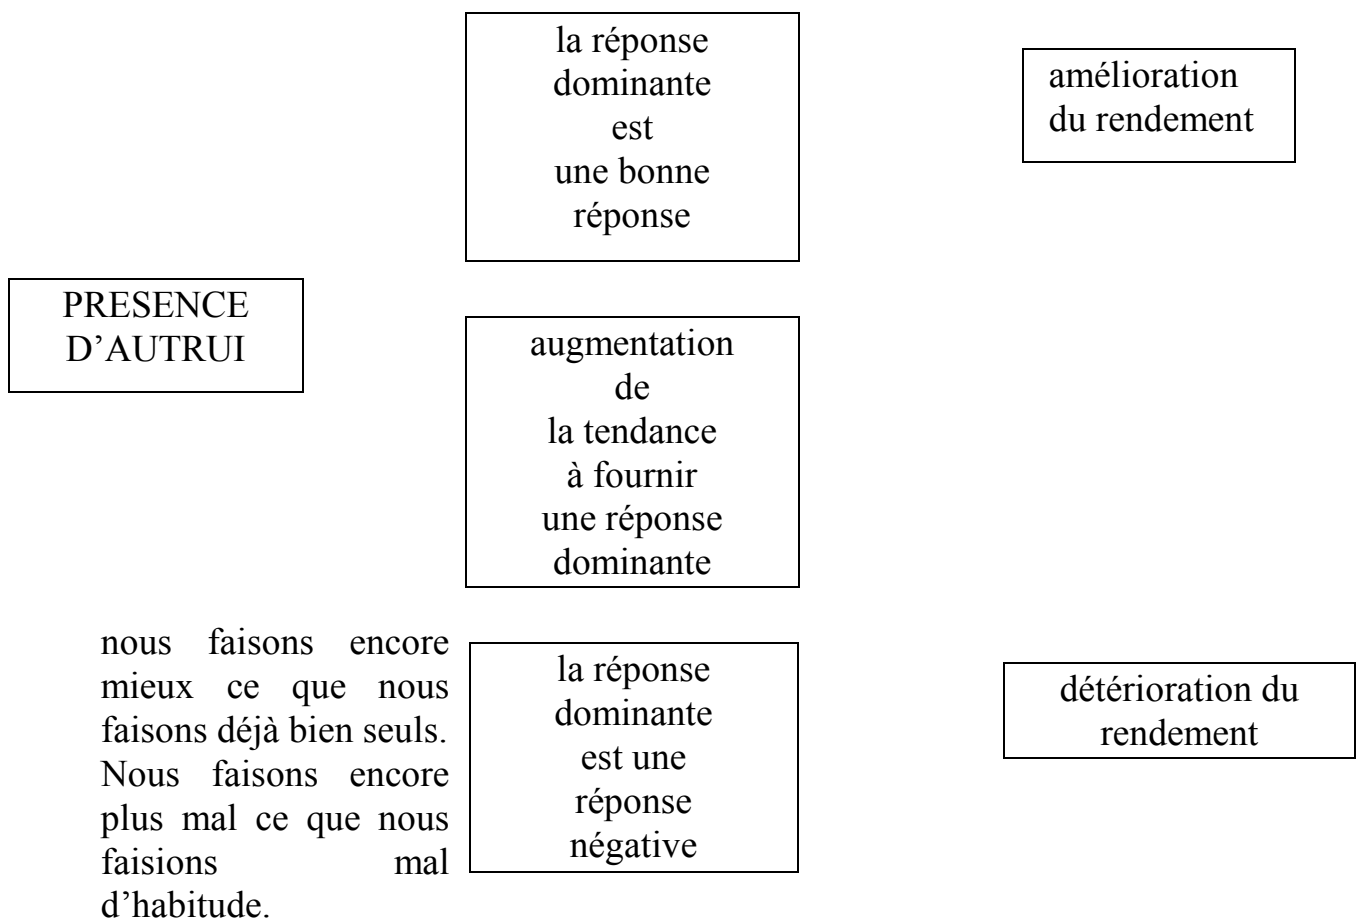 la réponse
dominante
est
une bonne
réponse
amélioration
du rendement
PRESENCE
D’AUTRUI
augmentation
de
la tendance
à fournir
une réponse
dominante
nous faisons encore
mieux ce que nous
faisons déjà bien seuls.
Nous faisons encore
plus mal ce que nous
faisions mal
d’habitude.
la réponse
dominante
est une
réponse
négative
détérioration du
rendement